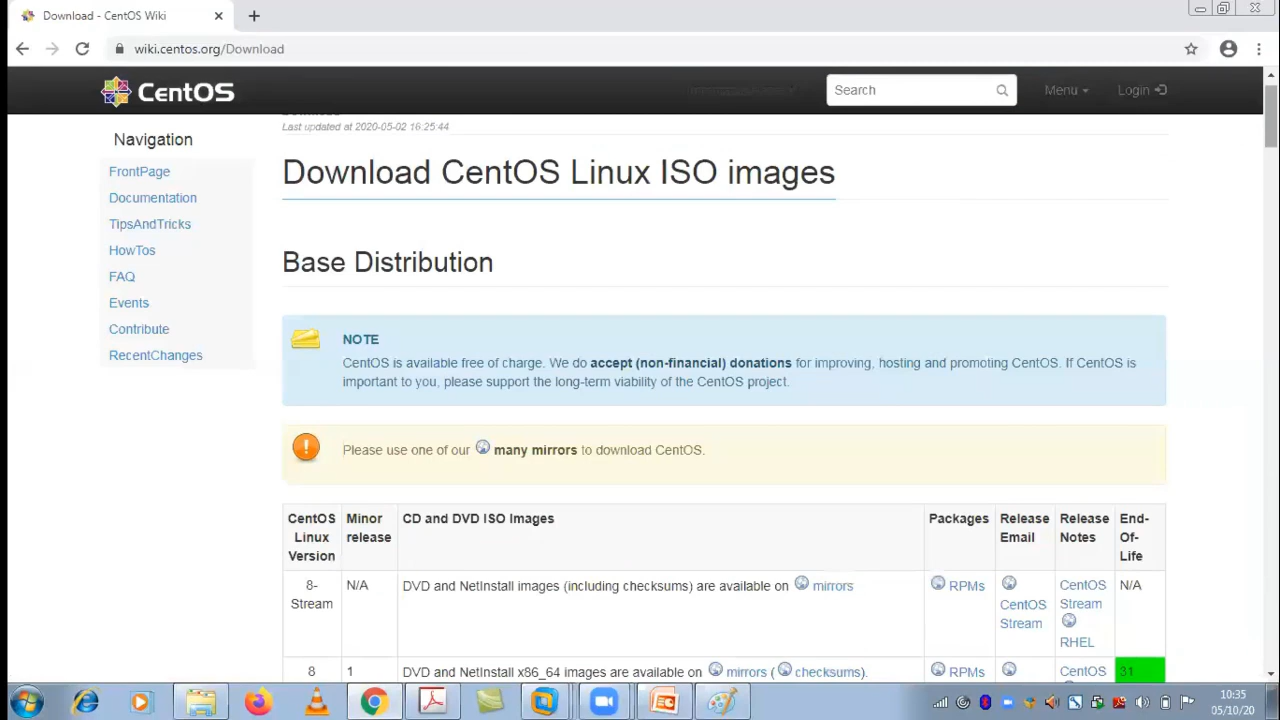 Download - CentOS Wiki
wiki.centos.org/Download
CentOS
Search
Menu
Login
Navigation
FrontPage
Documentation
TipsAndTricks
HowTos
FAQ
Events
Contribute
RecentChanges
Last updated at 2020-05-02 16:25:44
Download CentOS Linux ISO images
Base Distribution
NOTE
CentOS is available free of charge. We do accept (non-financial) donations for improving, hosting and promoting CentOS. If CentOS is
important to you, please support the long-term viability of the CentOS project.
Please use one of our many mirrors to download CentOS.
CentOS Linux Version
Minor release
CD and DVD ISO Images
Packages
Release Email
Release Notes
End-Of-Life
8-Stream
N/A
DVD and NetInstall images (including checksums) are available on mirrors
RPMs
CentOS Stream
CentOS Stream
RHEL
N/A
8
1
DVD and NetInstall x86_64 images are available on mirrors ( checksums).
RPMs
CentOS
31
10:35
05/10/20